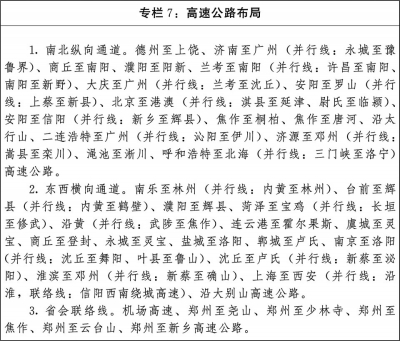 专栏7：高速公路布局
1. 南北纵向通道。德州至上饶、济南至广州（并行线：永城至豫
鲁界）、商丘至南阳、濮阳至阳新、兰考至南阳（并行线：许昌至南阳、
南阳至新野）、大庆至广州（并行线：兰考至沈丘）、安阳至罗山（并行
线：上蔡至新县）、北京至港澳（并行线：淇县至延津、尉氏至临颍）、
安阳至信阳（并行线：新乡至辉县）、焦作至桐柏、焦作至唐河、沿太
行山、二连浩特至广州（并行线：沁阳至伊川）、济源至邓州（并行线：
嵩县至栾川）、渑池至淅川、呼和浩特至北海（并行线：三门峡至洛宁）
高速公路。
2. 东西横向通道。南乐至林州（并行线：内黄至林州）、台前至辉
县（并行线：内黄至鹤壁）、濮阳至辉县、菏泽至宝鸡（并行线：长垣
至修武）、沿黄（并行线：武陟至焦作）、连云港至霍尔果斯、虞城至灵
宝、商丘至登封、永城至灵宝、盐城至洛阳、郸城至卢氏、南京至洛阳
（并行线：沈丘至舞阳、叶县至鲁山）、沈丘至卢氏（并行线：新蔡至泌
阳）、淮滨至邓州（并行线：新蔡至确山）、上海至西安（并行线：沿
淮，联络线：信阳西南绕城高速）、沿大别山高速公路。
3. 省会联络线。机场高速、郑州至尧山、郑州至少林寺、郑州至
焦作、郑州至云台山、郑州至新乡高速公路。